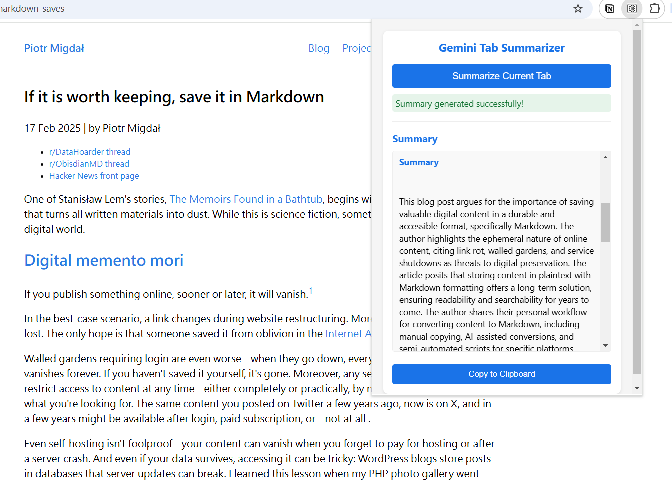 markdown_saves
Piotr Migdał
Blog
Projec
If it is worth keeping, save it in Markdown
17 Feb 2025 | by Piotr Migdał
r/DataHoarder thread
r/ObisdianMD thread
Hacker News front page
One of Stanisław Lem's stories, The Memoirs Found in a Bathtub, begins wi
that turns all written materials into dust. While this is science fiction, somet
digital world.
Digital memento mori
If you publish something online, sooner or later, it will vanish.1
In the best-case scenario, a link changes during website restructuring. Mor
lost. The only hope is that someone saved it from oblivion in the Internet A
Walled gardens requiring login are even worse - when they go down, every
vanishes forever. If you haven't saved it yourself, it's gone. Moreover, any se
restrict access to content at any time - either completely or practically, by
what you're looking for. The same content you posted on Twitter a few years ago, now is on X, and in
a few years might be available after login, paid subscription, or - not at all .
Even self-hosting isn't foolproof - your content can vanish when you forget to pay for hosting or after
a server crash. And even if your data survives, accessing it can be tricky: WordPress blogs store posts
in databases that server updates can break. I learned this lesson when my PHP photo gallery went
Gemini Tab Summarizer
Summarize Current Tab
Summary generated successfully!
Summary
Summary
This blog post argues for the importance of saving
valuable digital content in a durable and
accessible format, specifically Markdown. The
author highlights the ephemeral nature of online
content, citing link rot, walled gardens, and service
shutdowns as threats to digital preservation. The
article posits that storing content in plaintext with
Markdown formatting offers a long-term solution,
ensuring readability and searchability for years to
come. The author shares their personal workflow
for converting content to Markdown, including
manual copying, AI-assisted conversions, and
semi-automated scripts for specific platforms
Copy to Clipboard